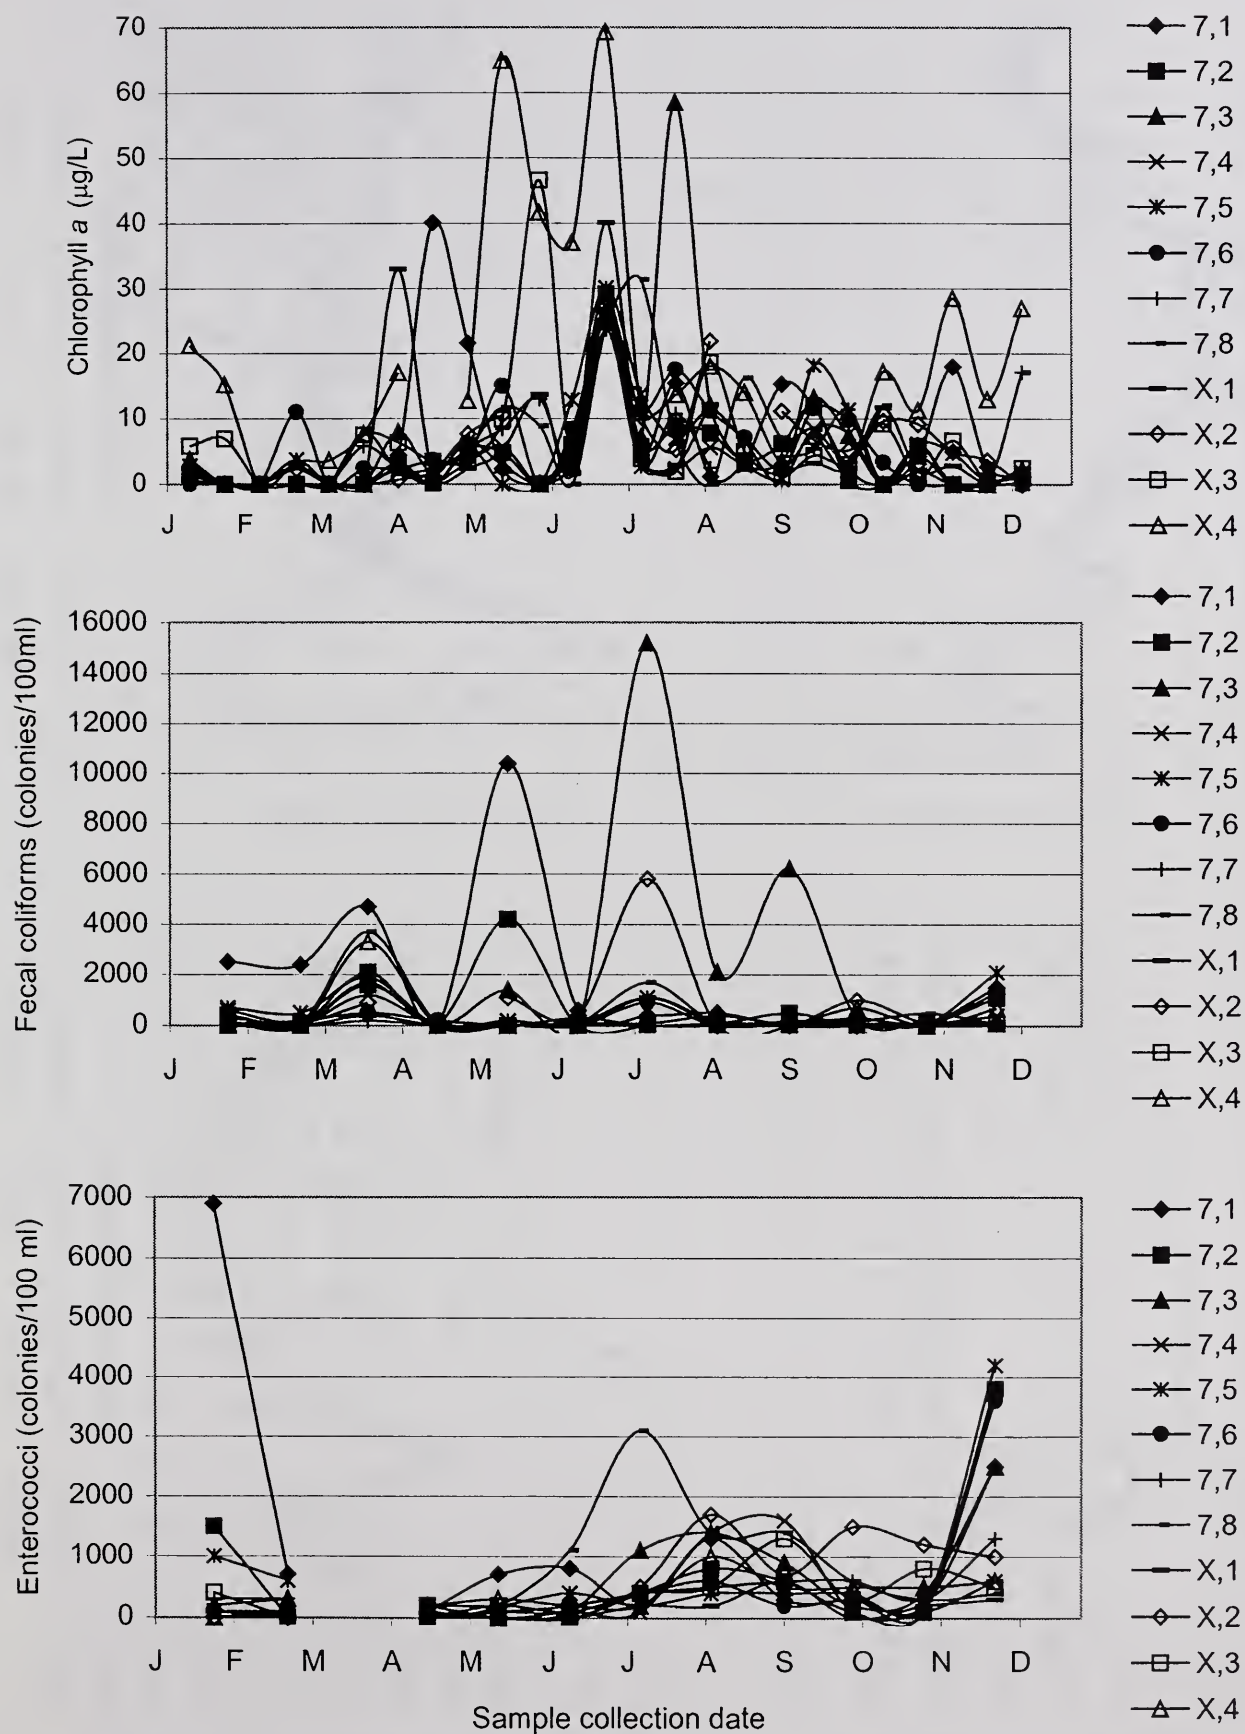 Chlorophyll a (µg/L)
70
60
50
40
30
20
10
0
J F M A M J J A S O N D
7,1
7,2
7,3
7,4
7,5
7,6
7,7
7,8
X,1
X,2
X,3
X,4
Fecal coliforms (colonies/100ml)
16000
14000
12000
10000
8000
6000
4000
2000
0
J F M A M J J A S O N D
7,1
7,2
7,3
7,4
7,5
7,6
7,7
7,8
X,1
X,2
X,3
X,4
Enterococci (colonies/100 ml)
7000
6000
5000
4000
3000
2000
1000
0
J F M A M J J A S O N D
7,1
7,2
7,3
7,4
7,5
7,6
7,7
7,8
X,1
X,2
X,3
X,4
Sample collection date